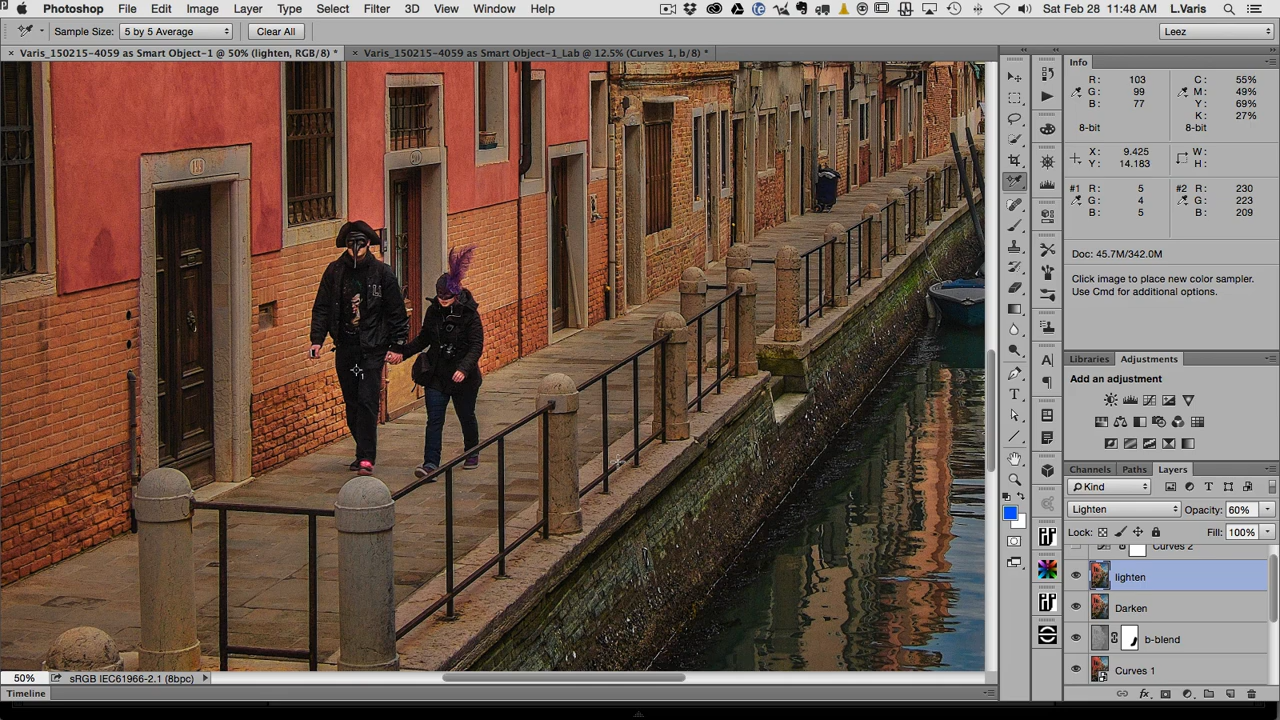 Photoshop File Edit Image Layer Type Select Filter 3D View Window Help Sat Feb 28 11:48 AM L.Varis
Sample Size: 5 by 5 Average Clear All Leez
× Varis_150215-4059 as Smart Object-1 @ 50% (lighten, RGB/8) * × Varis_150215-4059 as Smart Object-1_Lab @ 12.5% (Curves 1, b/8) *
Info
R: 103 C: 55%
G: 99 M: 49%
B: 77 Y: 69%
K: 27%
8-bit 8-bit
X: 9.425 W:
Y: 14.183 H:
#1 R: 5 #2 R: 230
G: 4 G: 223
B: 5 B: 209
Doc: 45.7M/342.0M
Click image to place new color sampler.
Use Cmd for additional options.
Libraries Adjustments
Add an adjustment
Channels Paths Layers
Kind
Lighten Opacity: 60%
Lock: Fill: 100%
Curves 2
lighten
Darken
b-blend
Curves 1
50% sRGB IEC61966-2.1 (8bpc)
Timeline